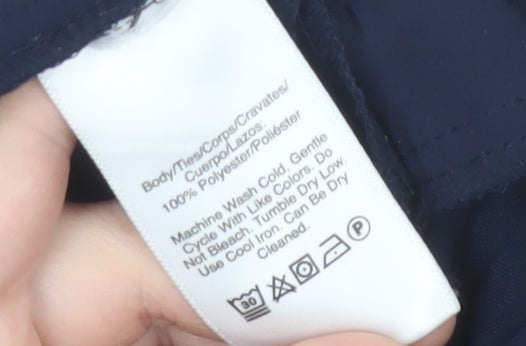 Body/Ties/Corps/Cravates/
Cuerpo/Lazos:
100% Polyester/Poliéster
Machine Wash Cold, Gentle
Cycle With Like Colors. Do
Not Bleach. Tumble Dry Low.
Use Cool Iron. Can Be Dry
Cleaned.
30 P